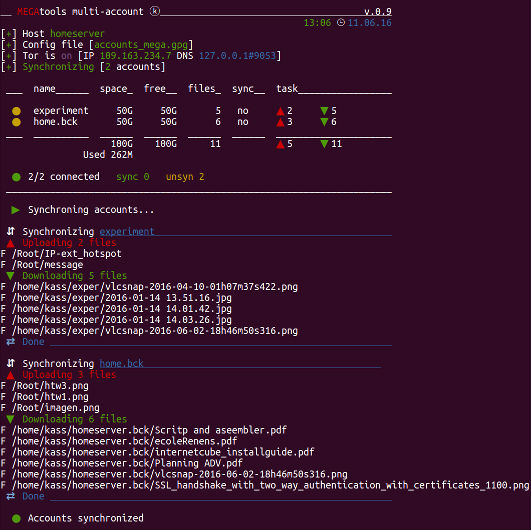 __ MEGAtools multi-account ⓚ v.0.9
13:06 11.06.16
[+] Host homeserver
[+] Config file [accounts_mega.gpg]
[+] Tor is on [IP 109.163.234.7 DNS 127.0.0.1#9053]
[+] Synchronizing [2 accounts]
___ name______ space_ free__ files_ sync__ task_________________
● experiment 50G 50G 5 no ▲ 2 ▼ 5
● home.bck 50G 50G 6 no ▲ 3 ▼ 6
100G 100G 11 ▲ 5 ▼ 11
Used 262M
● 2/2 connected sync 0 unsyn 2
▶ Synchroning accounts...
⇵ Synchronizing experiment
▲ Uploading 2 files
F /Root/IP-ext_hotspot
F /Root/message
▼ Downloading 5 files
F /home/kass/exper/vlcsnap-2016-04-10-01h07m37s422.png
F /home/kass/exper/2016-01-14 13.51.16.jpg
F /home/kass/exper/2016-01-14 14.01.42.jpg
F /home/kass/exper/2016-01-14 14.03.26.jpg
F /home/kass/exper/vlcsnap-2016-06-02-18h46m50s316.png
⇄ Done
⇵ Synchronizing home.bck
▲ Uploading 3 files
F /Root/htw3.png
F /Root/htw1.png
F /Root/imagen.png
▼ Downloading 6 files
F /home/kass/homeserver.bck/Scritp and aseembler.pdf
F /home/kass/homeserver.bck/ecoleRenens.pdf
F /home/kass/homeserver.bck/internetcube_installguide.pdf
F /home/kass/homeserver.bck/Planning ADV.pdf
F /home/kass/homeserver.bck/vlcsnap-2016-06-02-18h46m50s316.png
F /home/kass/homeserver.bck/SSL_handshake_with_two_way_authentication_with_certificates_1100.png
⇄ Done
● Accounts synchronized